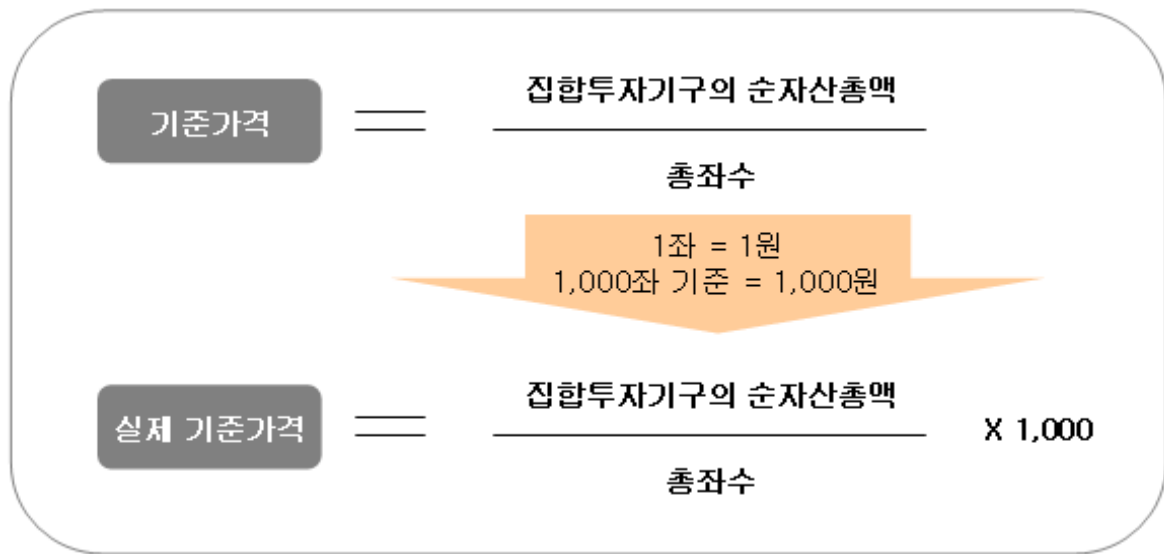 집합투자기구의 순자산총액
기준가격
총좌수
1좌 = 1원
1,000좌 기준 = 1,000원
집합투자기구의 순자산총액
실제 기준가격
X 1,000
총좌수